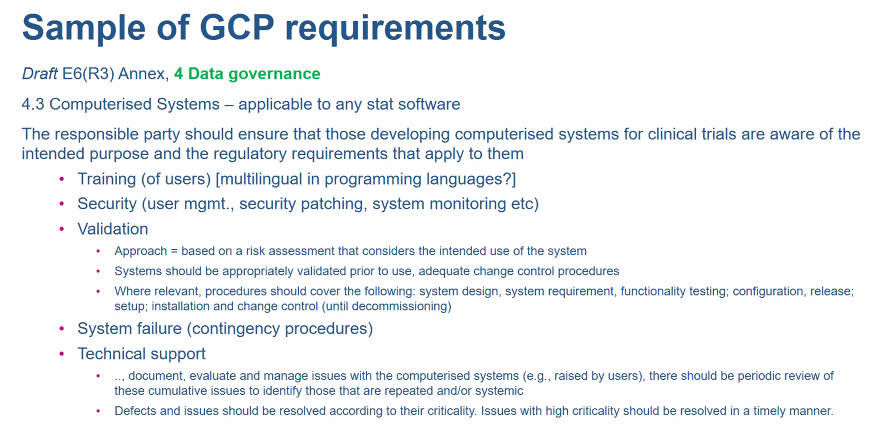 Sample of GCP requirements
Draft E6(R3) Annex, 4 Data governance
4.3 Computerised Systems – applicable to any stat software
The responsible party should ensure that those developing computerised systems for clinical trials are aware of the
intended purpose and the regulatory requirements that apply to them
• Training (of users) [multilingual in programming languages?]
• Security (user mgmt., security patching, system monitoring etc)
• Validation
• Approach = based on a risk assessment that considers the intended use of the system
• Systems should be appropriately validated prior to use, adequate change control procedures
• Where relevant, procedures should cover the following: system design, system requirement, functionality testing; configuration, release;
setup; installation and change control (until decommissioning)
• System failure (contingency procedures)
• Technical support
• .., document, evaluate and manage issues with the computerised systems (e.g., raised by users), there should be periodic review of
these cumulative issues to identify those that are repeated and/or systemic
• Defects and issues should be resolved according to their criticality. Issues with high criticality should be resolved in a timely manner.